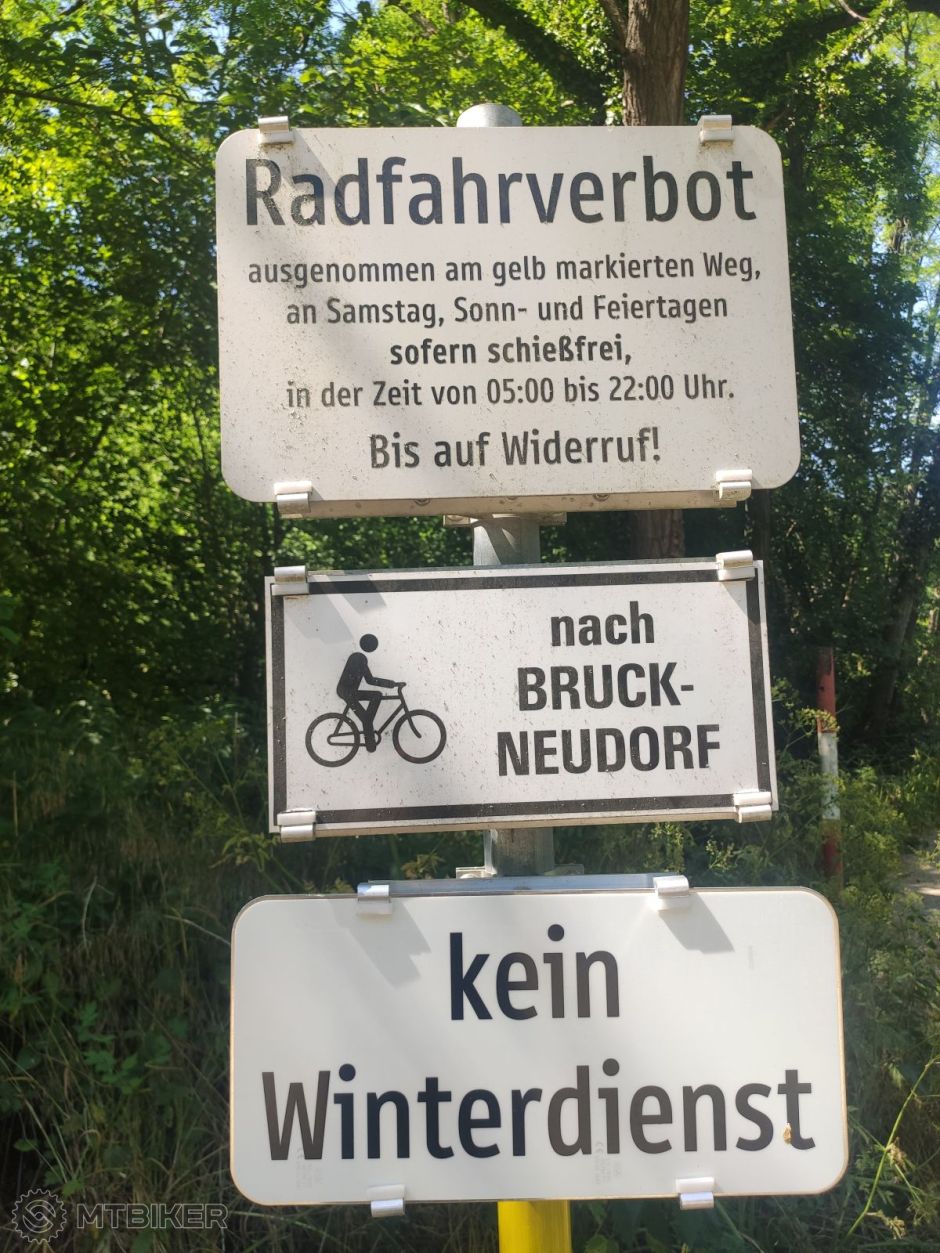 Radfahrverbot
ausgenommen am gelb markierten Weg,
an Samstag, Sonn- und Feiertagen
sofern schießfrei,
in der Zeit von 05:00 bis 22:00 Uhr.
Bis auf Widerruf!
nach
BRUCK-
NEUDORF
kein
Winterdienst
MTBIKER